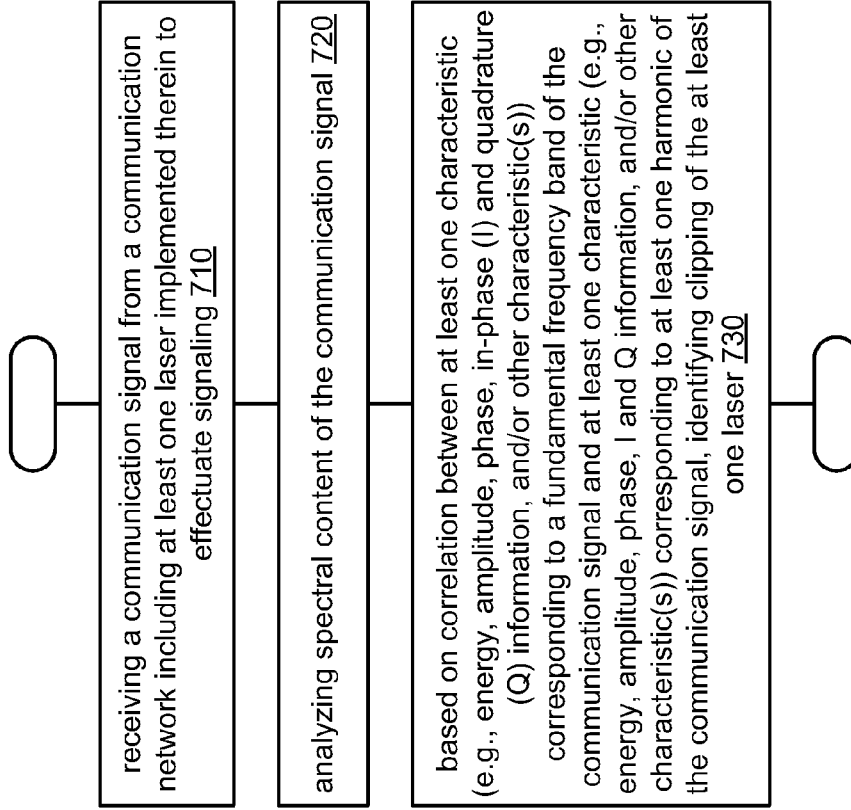 receiving a communication signal from a communication
network including at least one laser implemented therein to
effectuate signaling 710
analyzing spectral content of the communication signal 720
based on correlation between at least one characteristic
(e.g., energy, amplitude, phase, in-phase (I) and quadrature
(Q) information, and/or other characteristic(s))
corresponding to a fundamental frequency band of the
communication signal and at least one characteristic (e.g.,
energy, amplitude, phase, I and Q information, and/or other
characteristic(s)) corresponding to at least one harmonic of
the communication signal, identifying clipping of the at least
one laser 730